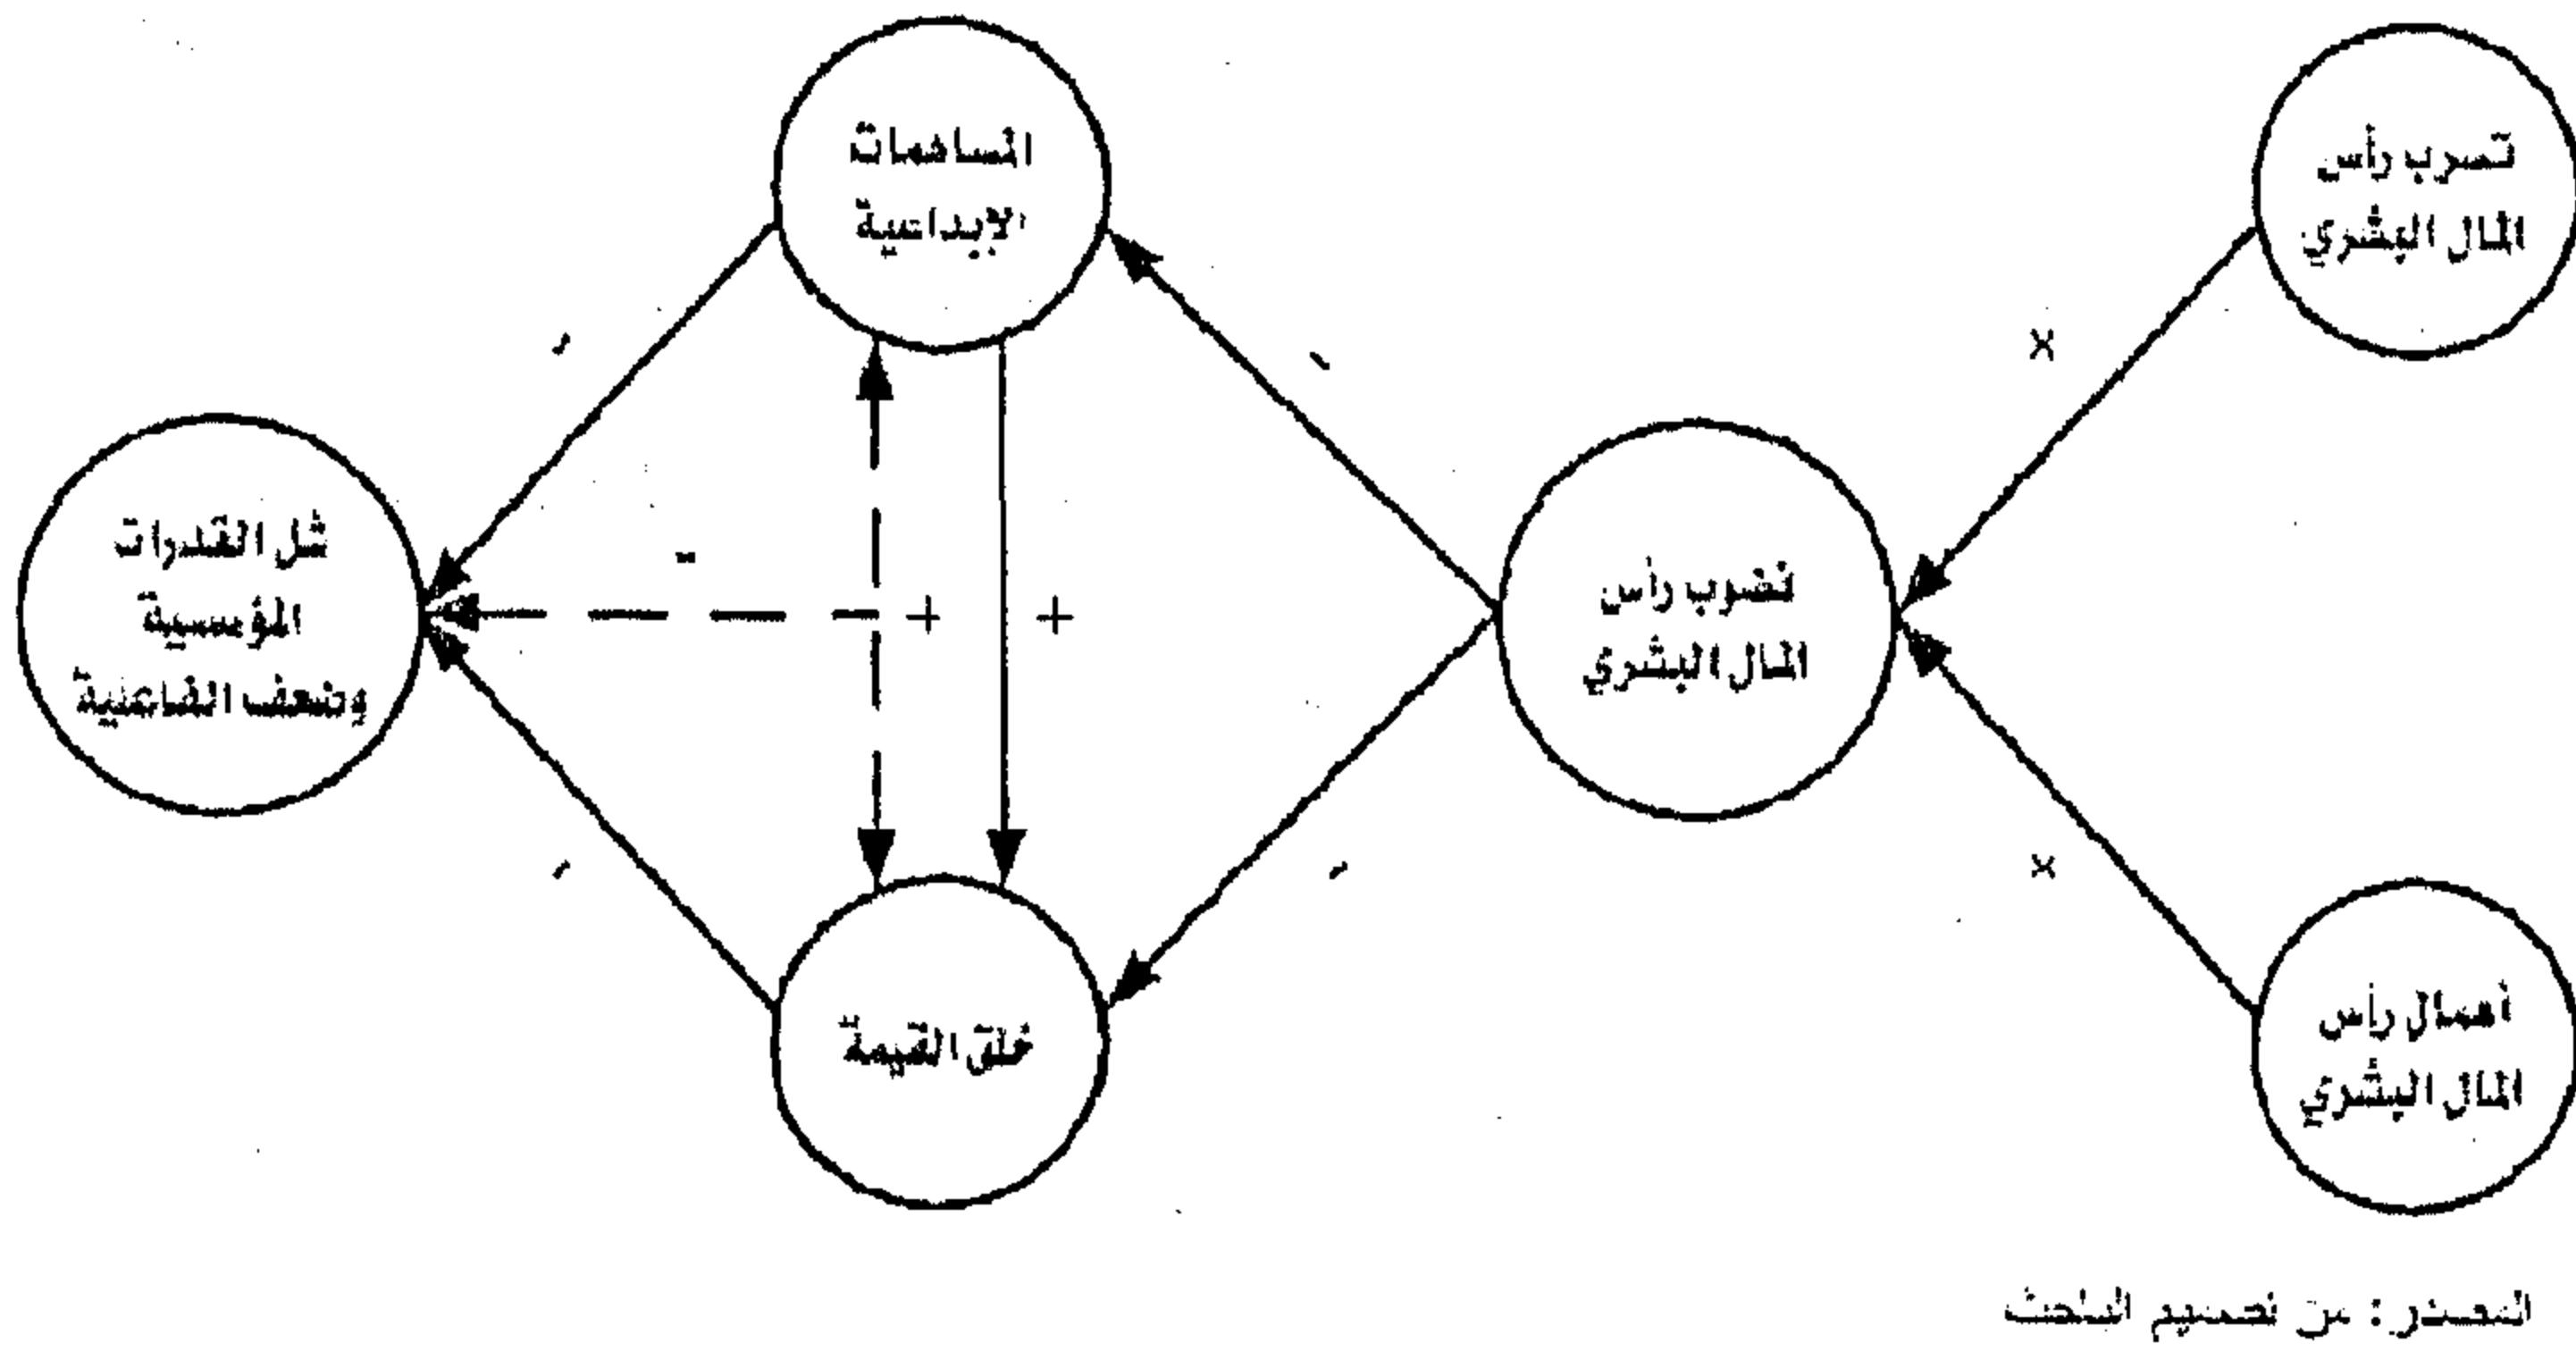 تسرب رأس
المال البشري
أهمال رأس
المال البشري
نضوب رأس
المال البشري
المساهمات
الإبداعية
خلق القيمة
شل القدرات
المؤسسية
وضعف الفاعلية
x
x
-
-
+
+
-
-
-
المصدر: من تصميم الباحث